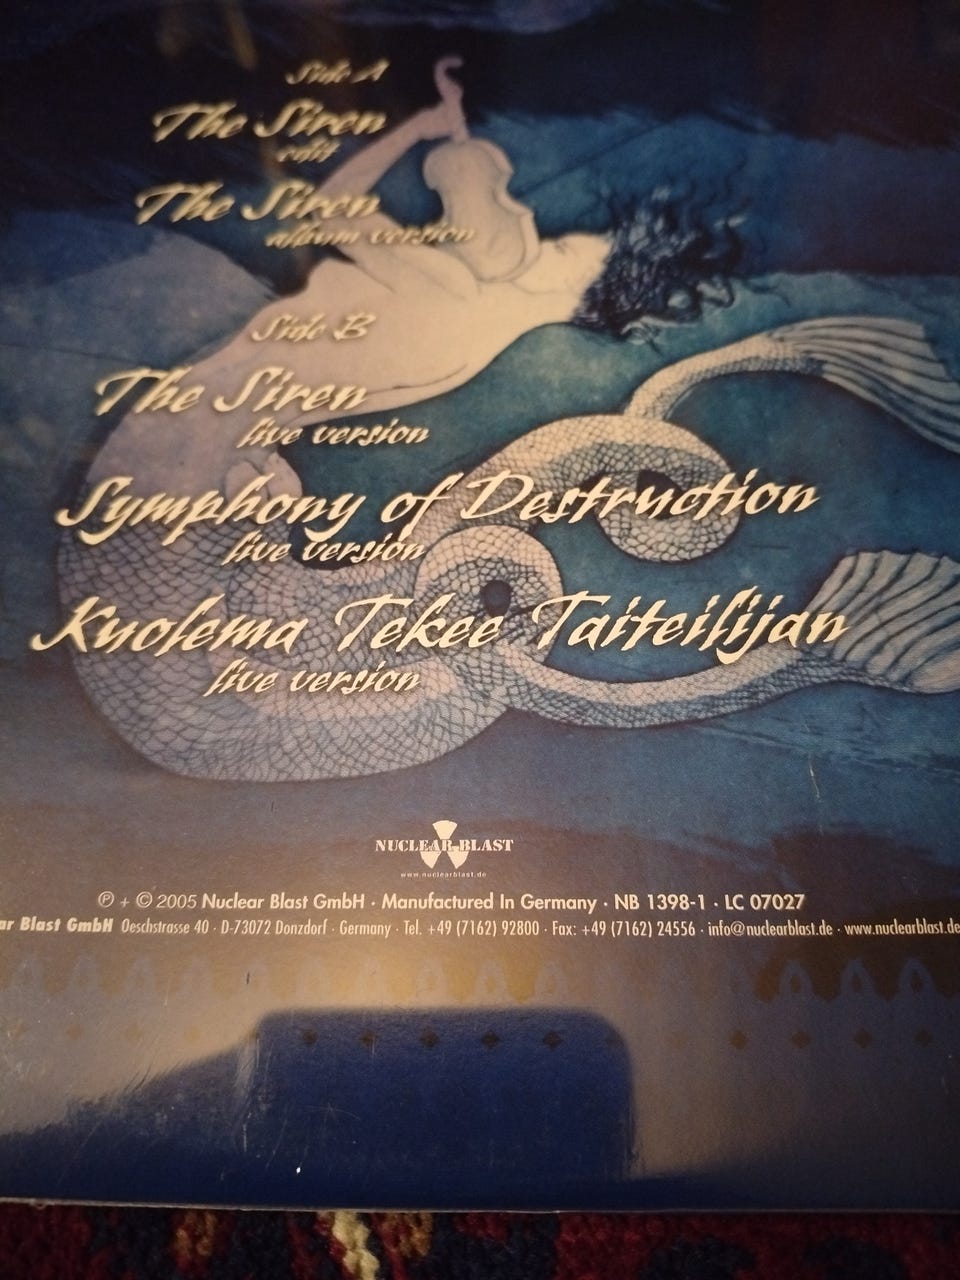 Side A
The Siren
edit
The Siren
album version
Side B
The Siren
live version
Symphony of Destruction
live version
Kuolema Tekee Taiteilijan
live version
NUCLEAR BLAST
www.nuclearblast.de
℗ + © 2005 Nuclear Blast GmbH · Manufactured In Germany · NB 1398-1 · LC 07027
ar Blast GmbH Oeschstrasse 40 · D-73072 Donzdorf · Germany · Tel. +49 (7162) 92800 · Fax: +49 (7162) 24556 · info@nuclearblast.de · www.nuclearblast.de